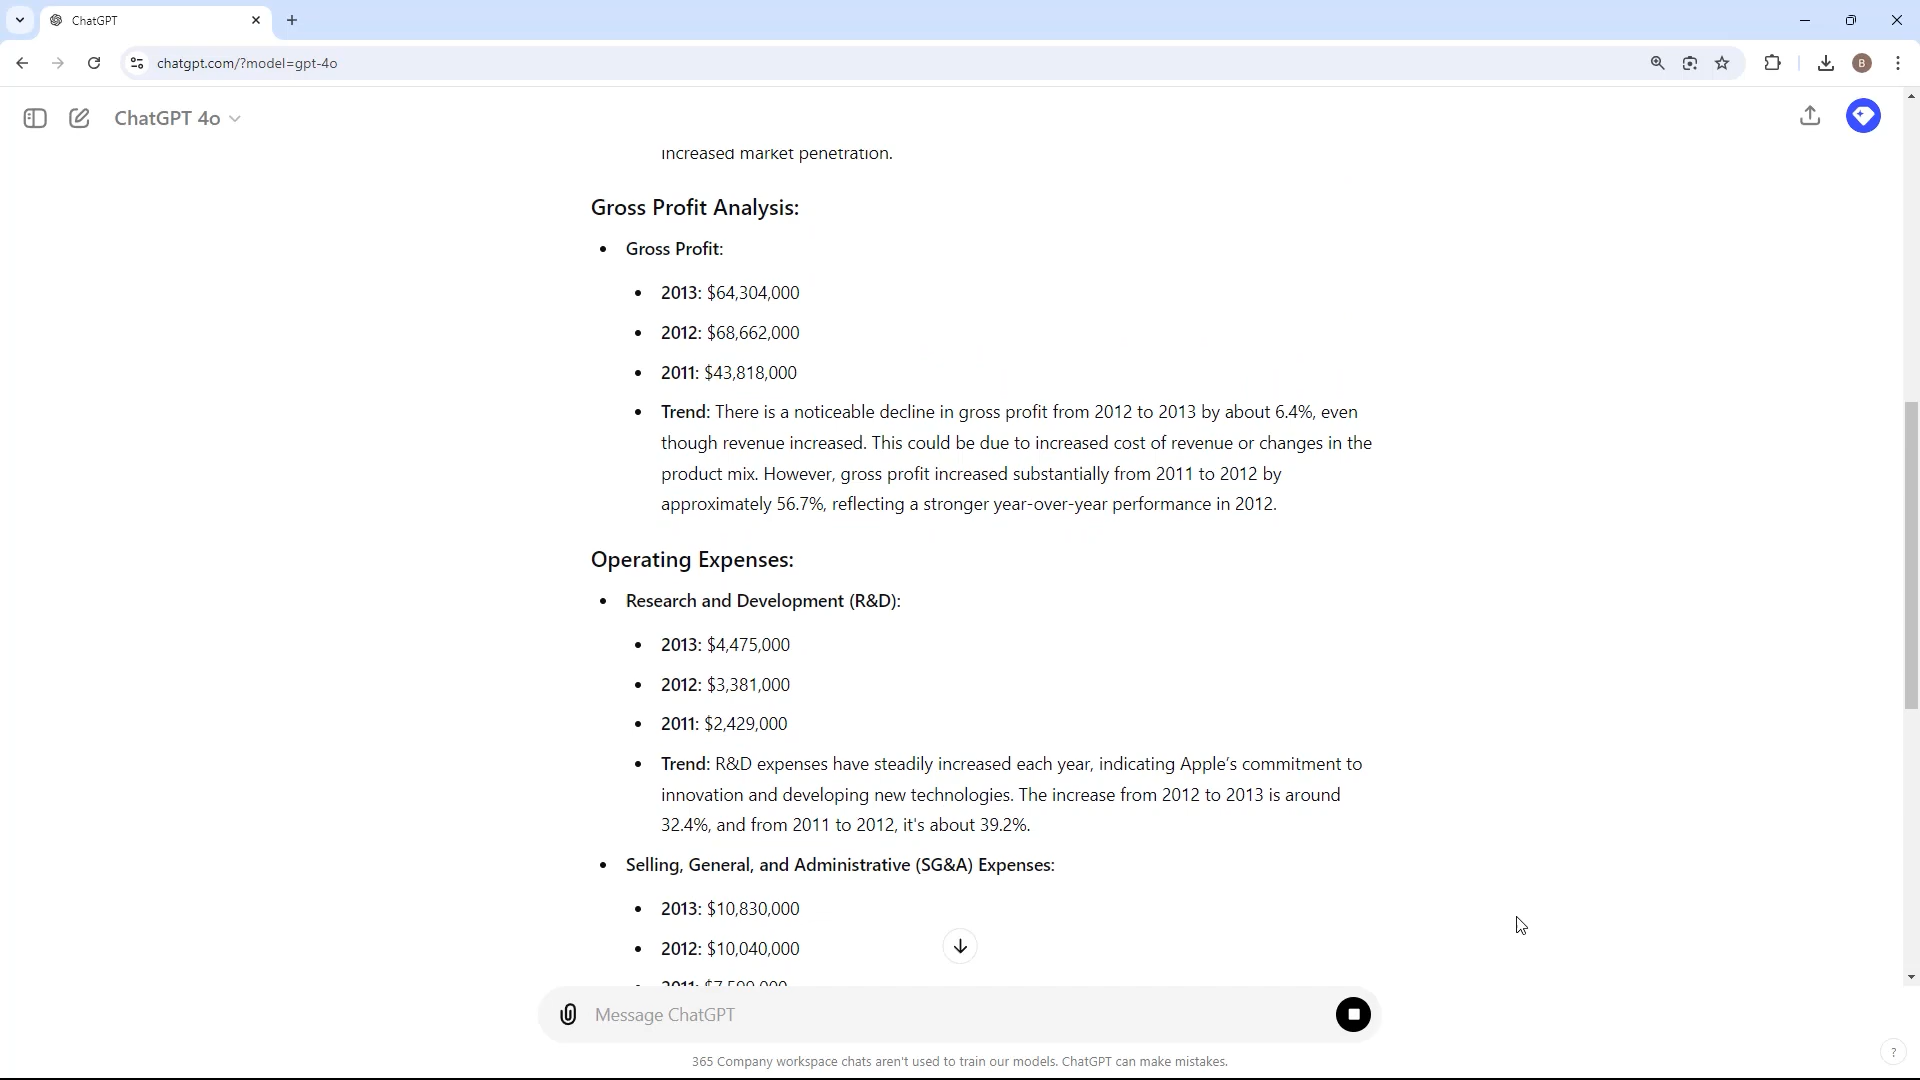 ChatGPT
chatgpt.com/?model=gpt-4o
B
ChatGPT 4o
increased market penetration.
Gross Profit Analysis:
• Gross Profit:
• 2013: $64,304,000
• 2012: $68,662,000
• 2011: $43,818,000
• Trend: There is a noticeable decline in gross profit from 2012 to 2013 by about 6.4%, even
though revenue increased. This could be due to increased cost of revenue or changes in the
product mix. However, gross profit increased substantially from 2011 to 2012 by
approximately 56.7%, reflecting a stronger year-over-year performance in 2012.
Operating Expenses:
• Research and Development (R&D):
• 2013: $4,475,000
• 2012: $3,381,000
• 2011: $2,429,000
• Trend: R&D expenses have steadily increased each year, indicating Apple's commitment to
innovation and developing new technologies. The increase from 2012 to 2013 is around
32.4%, and from 2011 to 2012, it's about 39.2%.
• Selling, General, and Administrative (SG&A) Expenses:
• 2013: $10,830,000
• 2012: $10,040,000
2011: $7,599,000
Message ChatGPT
365 Company workspace chats aren't used to train our models. ChatGPT can make mistakes.
?